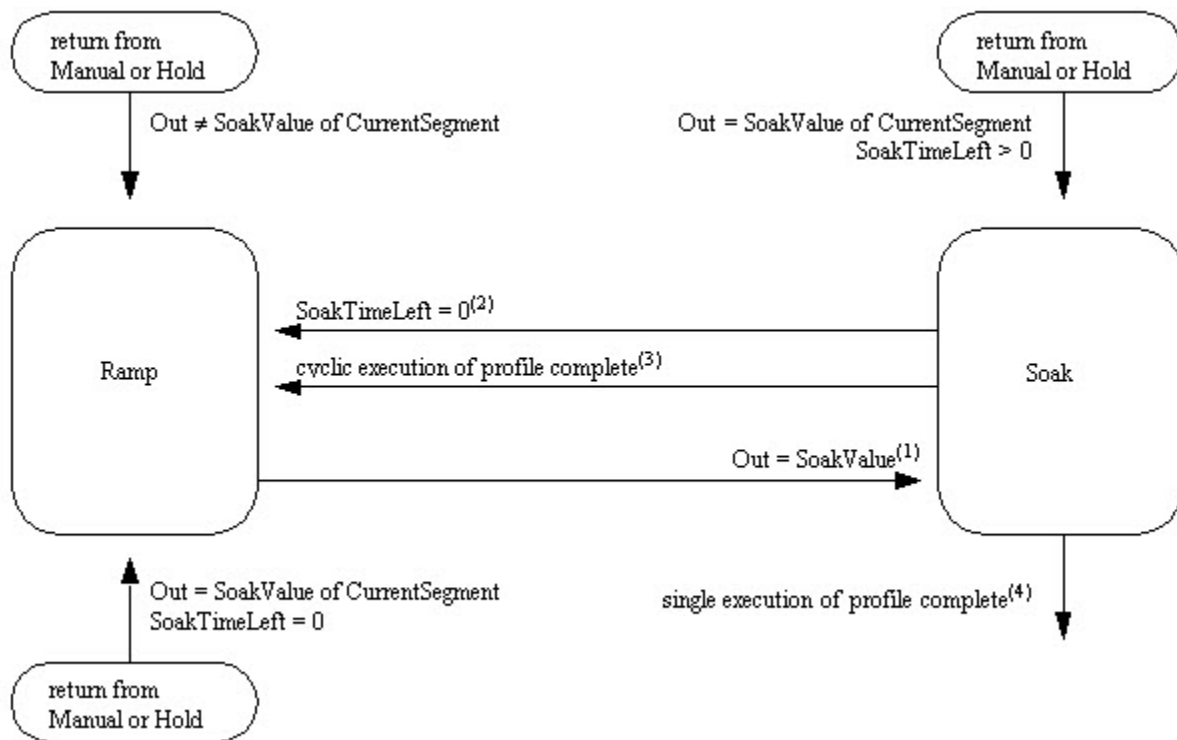 return from
Manual or Hold
return from
Manual or Hold
Out ≠ SoakValue of CurrentSegment
Out = SoakValue of CurrentSegment
SoakTimeLeft > 0
SoakTimeLeft = 0(2)
Ramp
cyclic execution of profile complete(3)
Soak
Out = SoakValue(1)
Out = SoakValue of CurrentSegment
SoakTimeLeft = 0
single execution of profile complete(4)
return from
Manual or Hold